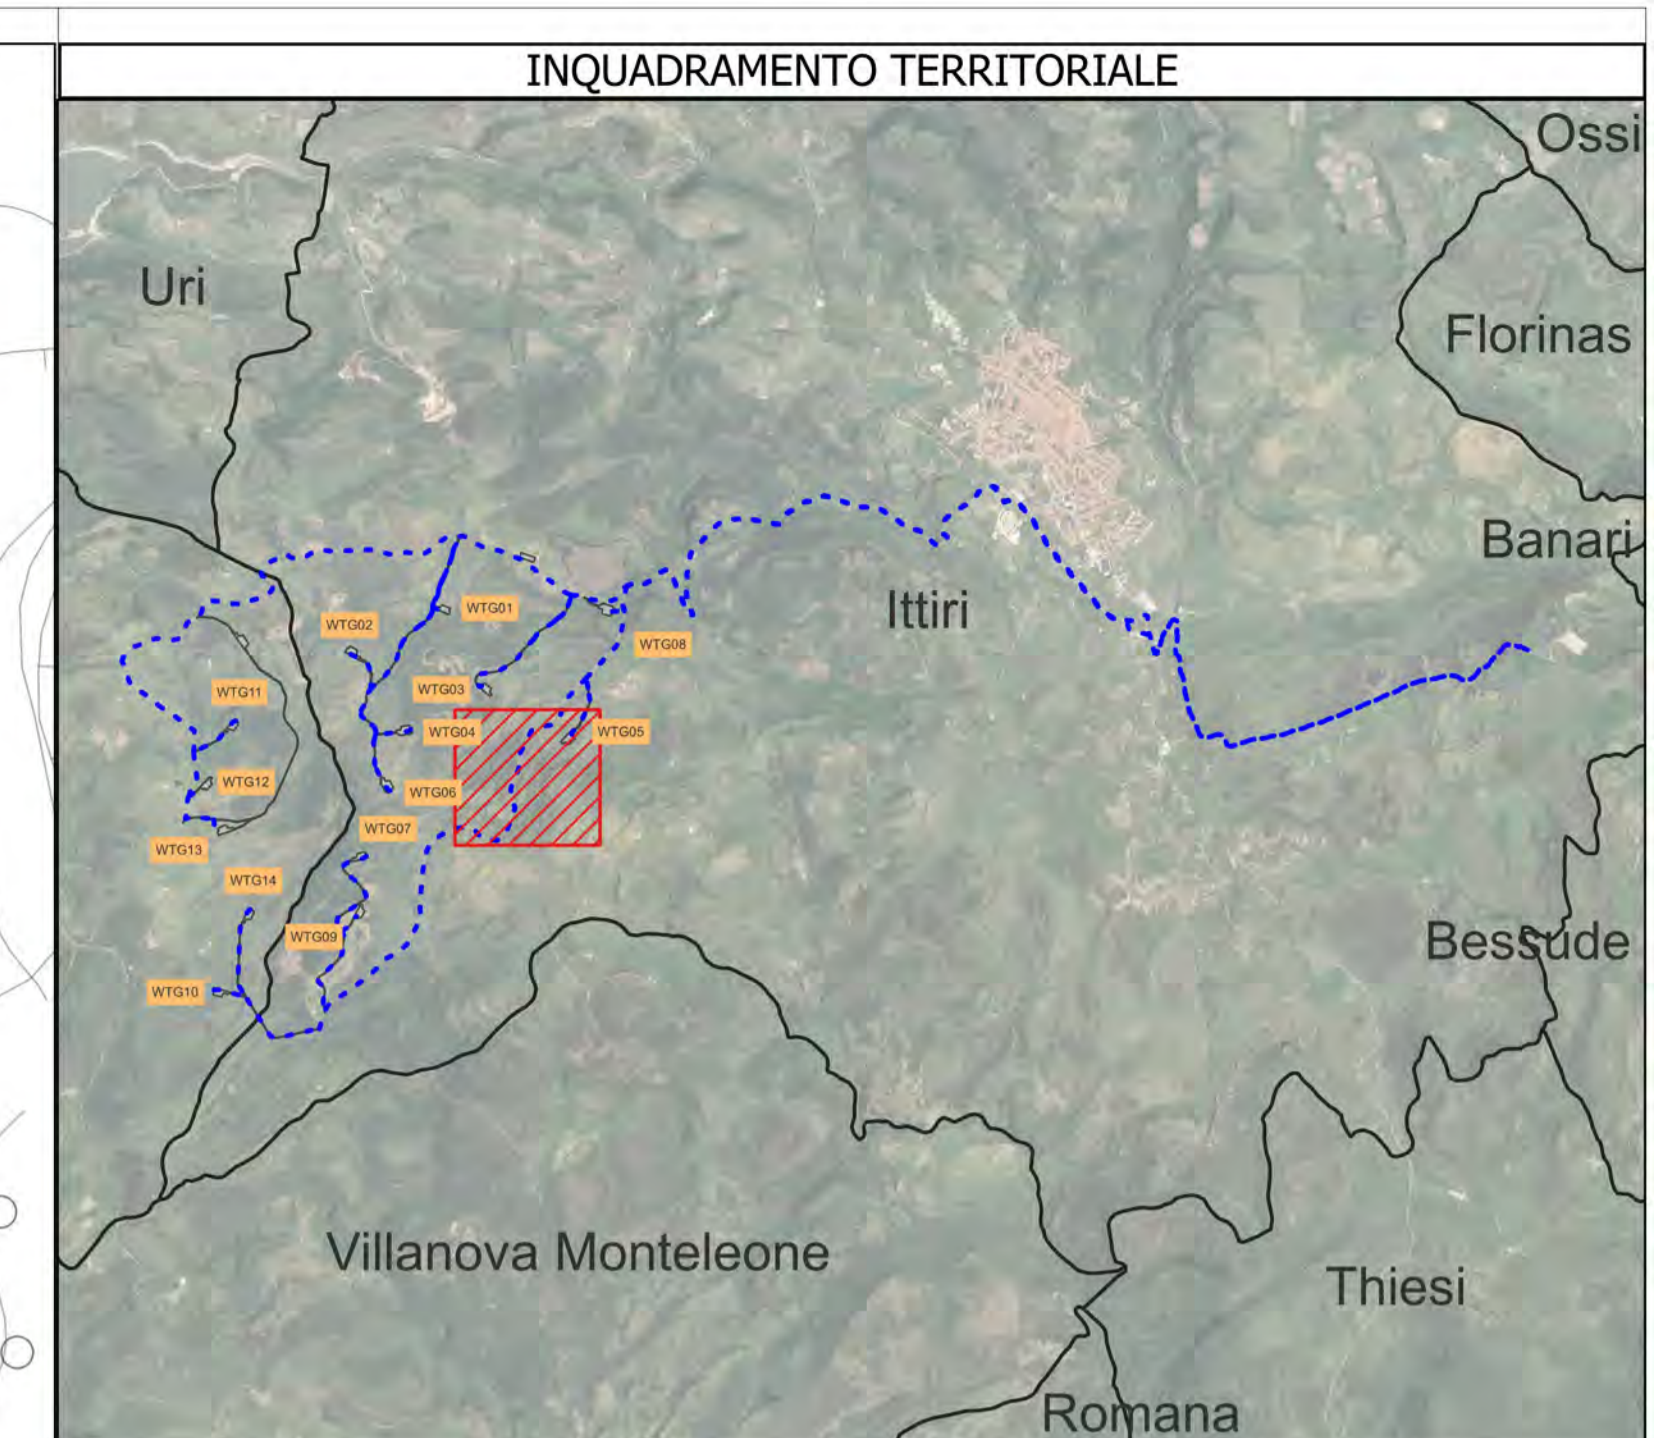 INQUADRAMENTO TERRITORIALE
Ossi
Uri
Florinas
Banari
Ittiri
WTG01
WTG02
WTG08
WTG03
WTG11
WTG04
WTG05
WTG12
WTG06
WTG07
WTG13
WTG14
WTG09
Bessude
WTG10
Villanova Monteleone
Thiesi
Romana